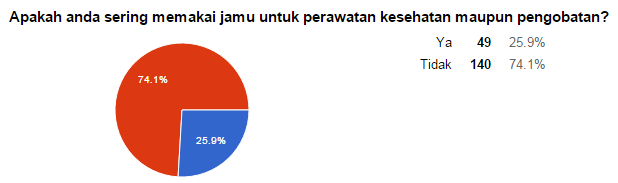 Apakah anda sering memakai jamu untuk perawatan kesehatan maupun pengobatan?
Ya 49 25.9%
Tidak 140 74.1%
74.1%
25.9%